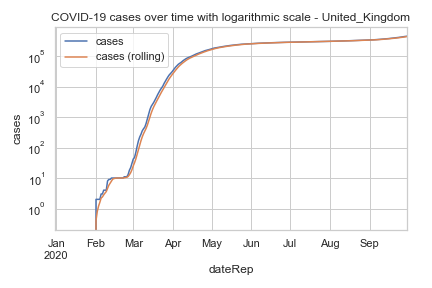 COVID-19 cases over time with logarithmic scale - United_Kingdom
cases
cases (rolling)
10^5
10^4
10^3
10^2
10^1
10^0
cases
Jan Feb Mar Apr May Jun Jul Aug Sep
2020
dateRep